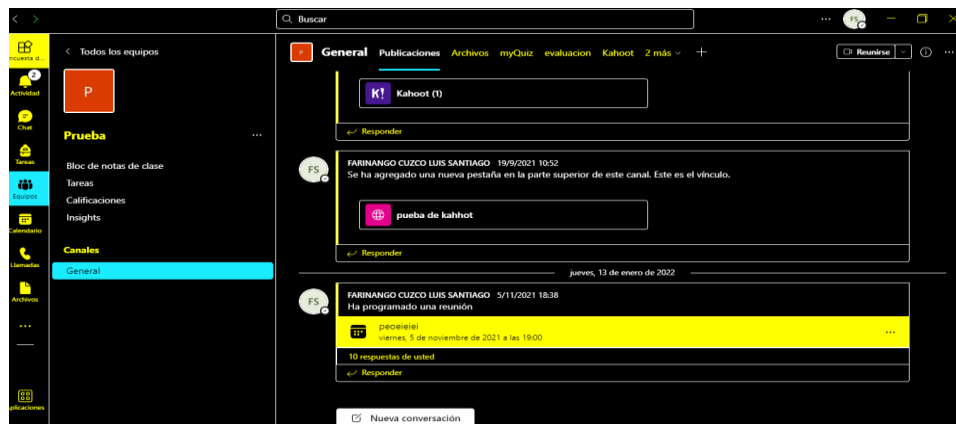 Buscar
FS
ncuesta d...
2
Actividad
Chat
Tareas
Equipos
Calendario
Llamadas
Archivos
plicaciones
Todos los equipos
P
Prueba
Bloc de notas de clase
Tareas
Calificaciones
Insights
Canales
General
P
General Publicaciones Archivos myQuiz evaluacion Kahoot 2 más
Reunirse
K! Kahoot (1)
Responder
FS
FARINANGO CUZCO LUIS SANTIAGO 19/9/2021 10:52
Se ha agregado una nueva pestaña en la parte superior de este canal. Este es el vínculo.
pueba de kahhot
Responder
jueves, 13 de enero de 2022
FS
FARINANGO CUZCO LUIS SANTIAGO 5/11/2021 18:38
Ha programado una reunión
peoeieiei
viernes, 5 de noviembre de 2021 a las 19:00
10 respuestas de usted
Responder
Nueva conversación